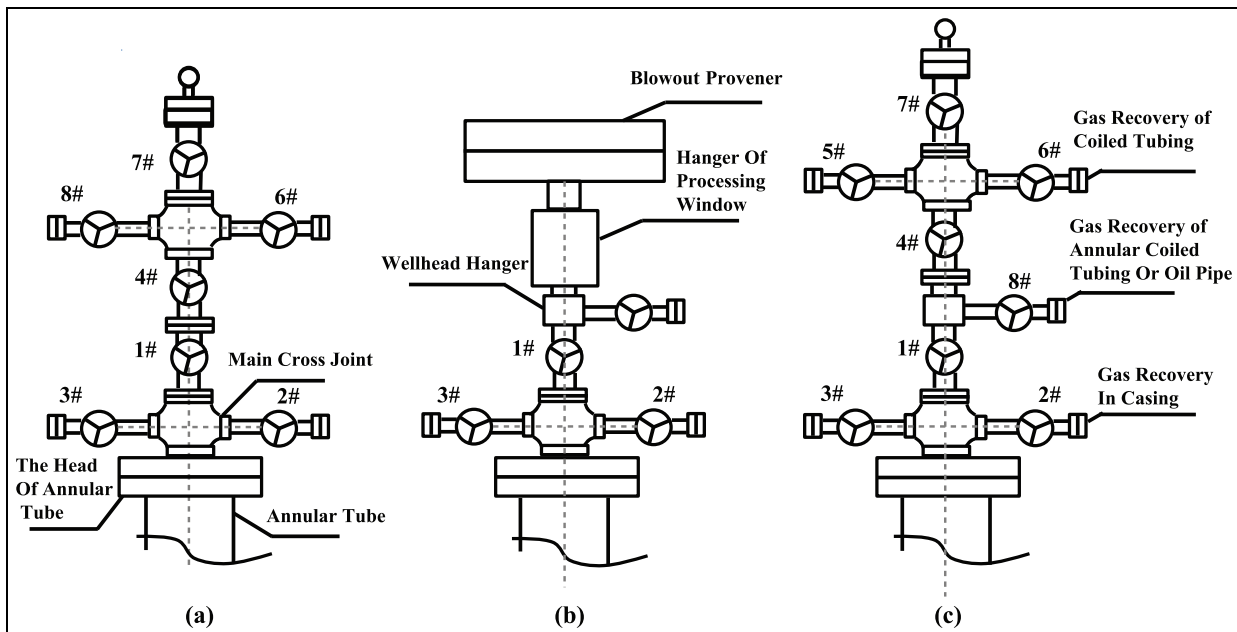 7#
8#
6#
4#
1#
Main Cross Joint
3#
2#
The Head
Of Annular
Tube
Annular Tube
(a)
Blowout Provener
Hanger Of
Processing
Window
Wellhead Hanger
1#
3#
2#
(b)
7#
Gas Recovery of
Coiled Tubing
5#
6#
4#
Gas Recovery of
Annular Coiled
Tubing Or Oil Pipe
8#
1#
Gas Recovery
In Casing
3#
2#
(c)